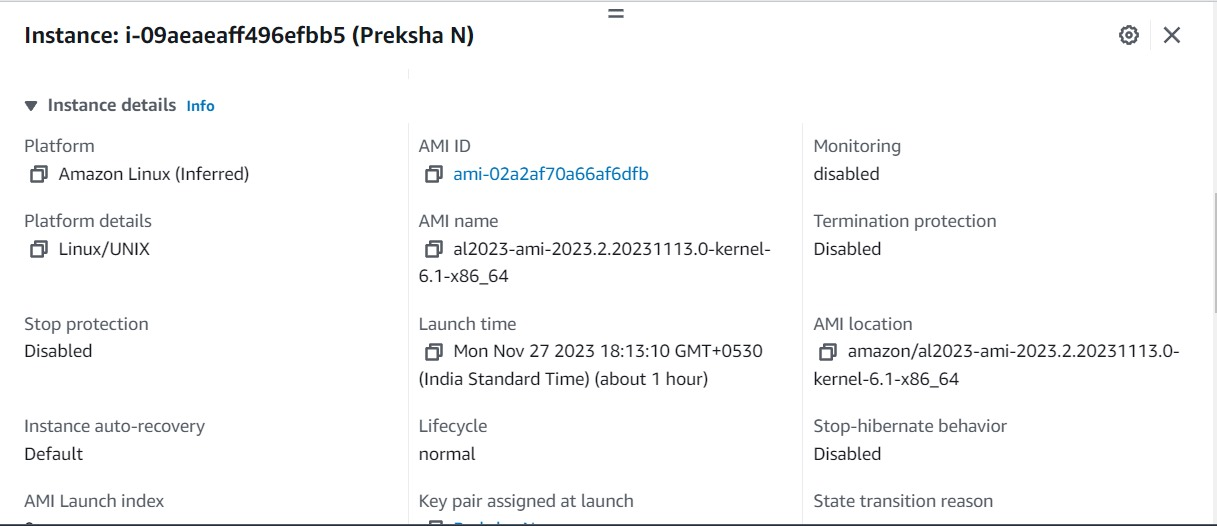 Instance: i-09aeaeaff496efbb5 (Preksha N)
Instance details Info
Platform
Amazon Linux (Inferred)
AMI ID
ami-02a2af70a66af6dfb
Monitoring
disabled
Platform details
Linux/UNIX
AMI name
al2023-ami-2023.2.20231113.0-kernel-
6.1-x86_64
Termination protection
Disabled
Stop protection
Disabled
Launch time
Mon Nov 27 2023 18:13:10 GMT+0530
(India Standard Time) (about 1 hour)
AMI location
amazon/al2023-ami-2023.2.20231113.0-
kernel-6.1-x86_64
Instance auto-recovery
Default
Lifecycle
normal
Stop-hibernate behavior
Disabled
AMI Launch index
Key pair assigned at launch
State transition reason